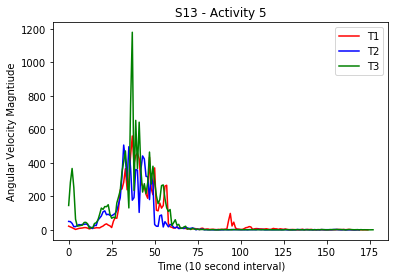 S13 - Activity 5
T1
T2
T3
Angular Velocity Magntiude
1200
1000
800
600
400
200
0
0 25 50 75 100 125 150 175
Time (10 second interval)